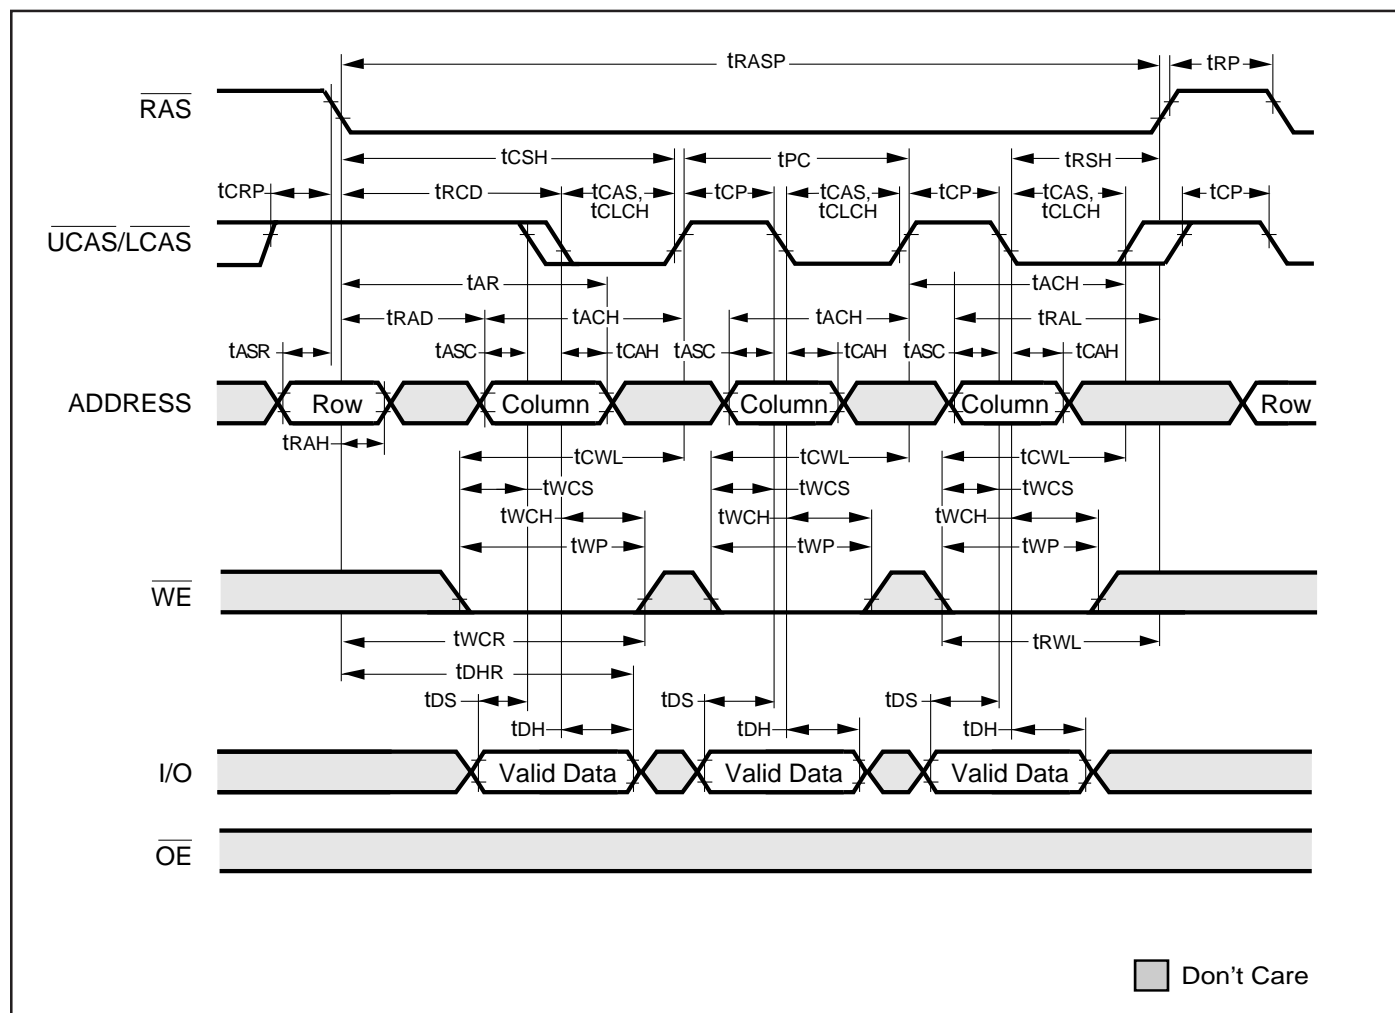 tRASP tRP
RAS
tCSH tPC tRSH
tCRP tRCD tCAS, tCP tCAS, tCP tCAS, tCP
tCLCH tCLCH tCLCH
UCAS/LCAS
tAR tACH
tRAD tACH tACH tRAL
tASR tASC tCAH tASC tCAH tASC tCAH
ADDRESS Row Column Column Column Row
tRAH
tCWL tCWL tCWL
tWCS tWCS tWCS
tWCH tWCH tWCH
tWP tWP tWP
WE
tWCR tRWL
tDHR
tDS tDS tDS
tDH tDH tDH
I/O Valid Data Valid Data Valid Data
OE
Don't Care